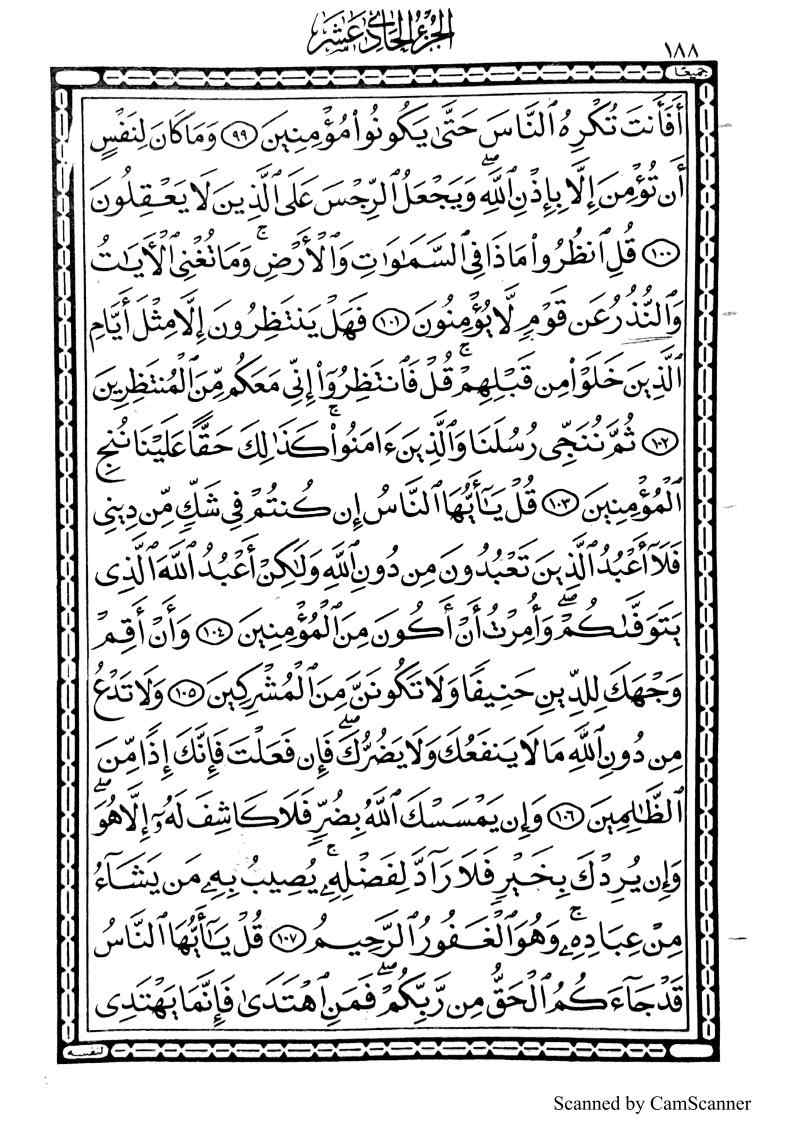 الجزء الحادي عشر
١٨٨
جميعا
أَفَأَنتَ تُكْرِهُ ٱلنَّاسَ حَتَّىٰ يَكُونُوا۟ مُؤْمِنِينَ ٩٩ وَمَا كَانَ لِنَفْسٍ
أَن تُؤْمِنَ إِلَّا بِإِذْنِ ٱللَّهِۖ وَيَجْعَلُ ٱلرِّجْسَ عَلَى ٱلَّذِينَ لَا يَعْقِلُونَ
١٠٠ قُلِ ٱنظُرُوا۟ مَاذَا فِى ٱلسَّمَـٰوَٰتِ وَٱلْأَرْضِۚ وَمَا تُغْنِى ٱلْأَيَـٰتُ
وَٱلنُّذُرُ عَن قَوْمٍ لَّا يُؤْمِنُونَ ١٠١ فَهَلْ يَنتَظِرُونَ إِلَّا مِثْلَ أَيَّامِ
ٱلَّذِينَ خَلَوْا۟ مِن قَبْلِهِمْۚ قُلْ فَٱنتَظِرُوٓا۟ إِنِّى مَعَكُم مِّنَ ٱلْمُنتَظِرِينَ
١٠٢ ثُمَّ نُنَجِّى رُسُلَنَا وَٱلَّذِينَ ءَامَنُوا۟ۚ كَذَٰلِكَ حَقًّا عَلَيْنَا نُنجِ
ٱلْمُؤْمِنِينَ ١٠٣ قُلْ يَـٰٓأَيُّهَا ٱلنَّاسُ إِن كُنتُمْ فِى شَكٍّ مِّن دِينِى
فَلَآ أَعْبُدُ ٱلَّذِينَ تَعْبُدُونَ مِن دُونِ ٱللَّهِ وَلَـٰكِنْ أَعْبُدُ ٱللَّهَ ٱلَّذِى
يَتَوَفَّىٰكُمْۖ وَأُمِرْتُ أَنْ أَكُونَ مِنَ ٱلْمُؤْمِنِينَ ١٠٤ وَأَنْ أَقِمْ
وَجْهَكَ لِلدِّينِ حَنِيفًا وَلَا تَكُونَنَّ مِنَ ٱلْمُشْرِكِينَ ١٠٥ وَلَا تَدْعُ
مِن دُونِ ٱللَّهِ مَا لَا يَنفَعُكَ وَلَا يَضُرُّكَۖ فَإِن فَعَلْتَ فَإِنَّكَ إِذًا مِّنَ
ٱلظَّـٰلِمِينَ ١٠٦ وَإِن يَمْسَسْكَ ٱللَّهُ بِضُرٍّ فَلَا كَاشِفَ لَهُۥٓ إِلَّا هُوَۖ
وَإِن يُرِدْكَ بِخَيْرٍ فَلَا رَآدَّ لِفَضْلِهِۦۚ يُصِيبُ بِهِۦ مَن يَشَآءُ
مِنْ عِبَادِهِۦۚ وَهُوَ ٱلْغَفُورُ ٱلرَّحِيمُ ١٠٧ قُلْ يَـٰٓأَيُّهَا ٱلنَّاسُ
قَدْ جَآءَكُمُ ٱلْحَقُّ مِن رَّبِّكُمْۖ فَمَنِ ٱهْتَدَىٰ فَإِنَّمَا يَهْتَدِى
لنفسه
Scanned by CamScanner